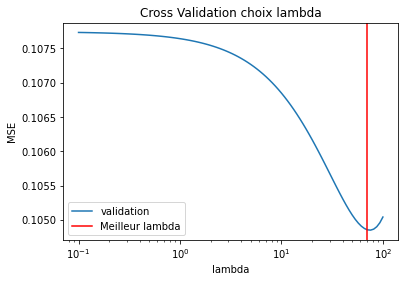 Cross Validation choix lambda
0.1075
0.1070
0.1065
0.1060
0.1055
0.1050
MSE
validation
Meilleur lambda
10⁻¹
10⁰
10¹
10²
lambda